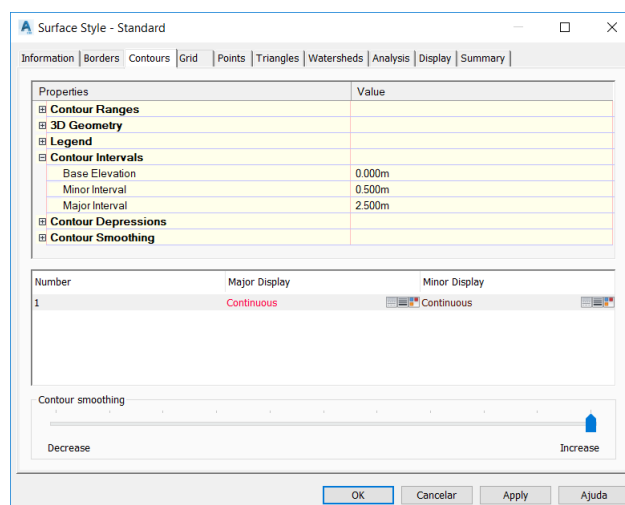 Surface Style - Standard
Information Borders Contours Grid Points Triangles Watersheds Analysis Display Summary
Properties Value
Contour Ranges
3D Geometry
Legend
Contour Intervals
Base Elevation 0.000m
Minor Interval 0.500m
Major Interval 2.500m
Contour Depressions
Contour Smoothing
Number Major Display Minor Display
1 Continuous Continuous
Contour smoothing
Decrease Increase
OK Cancelar Apply Ajuda